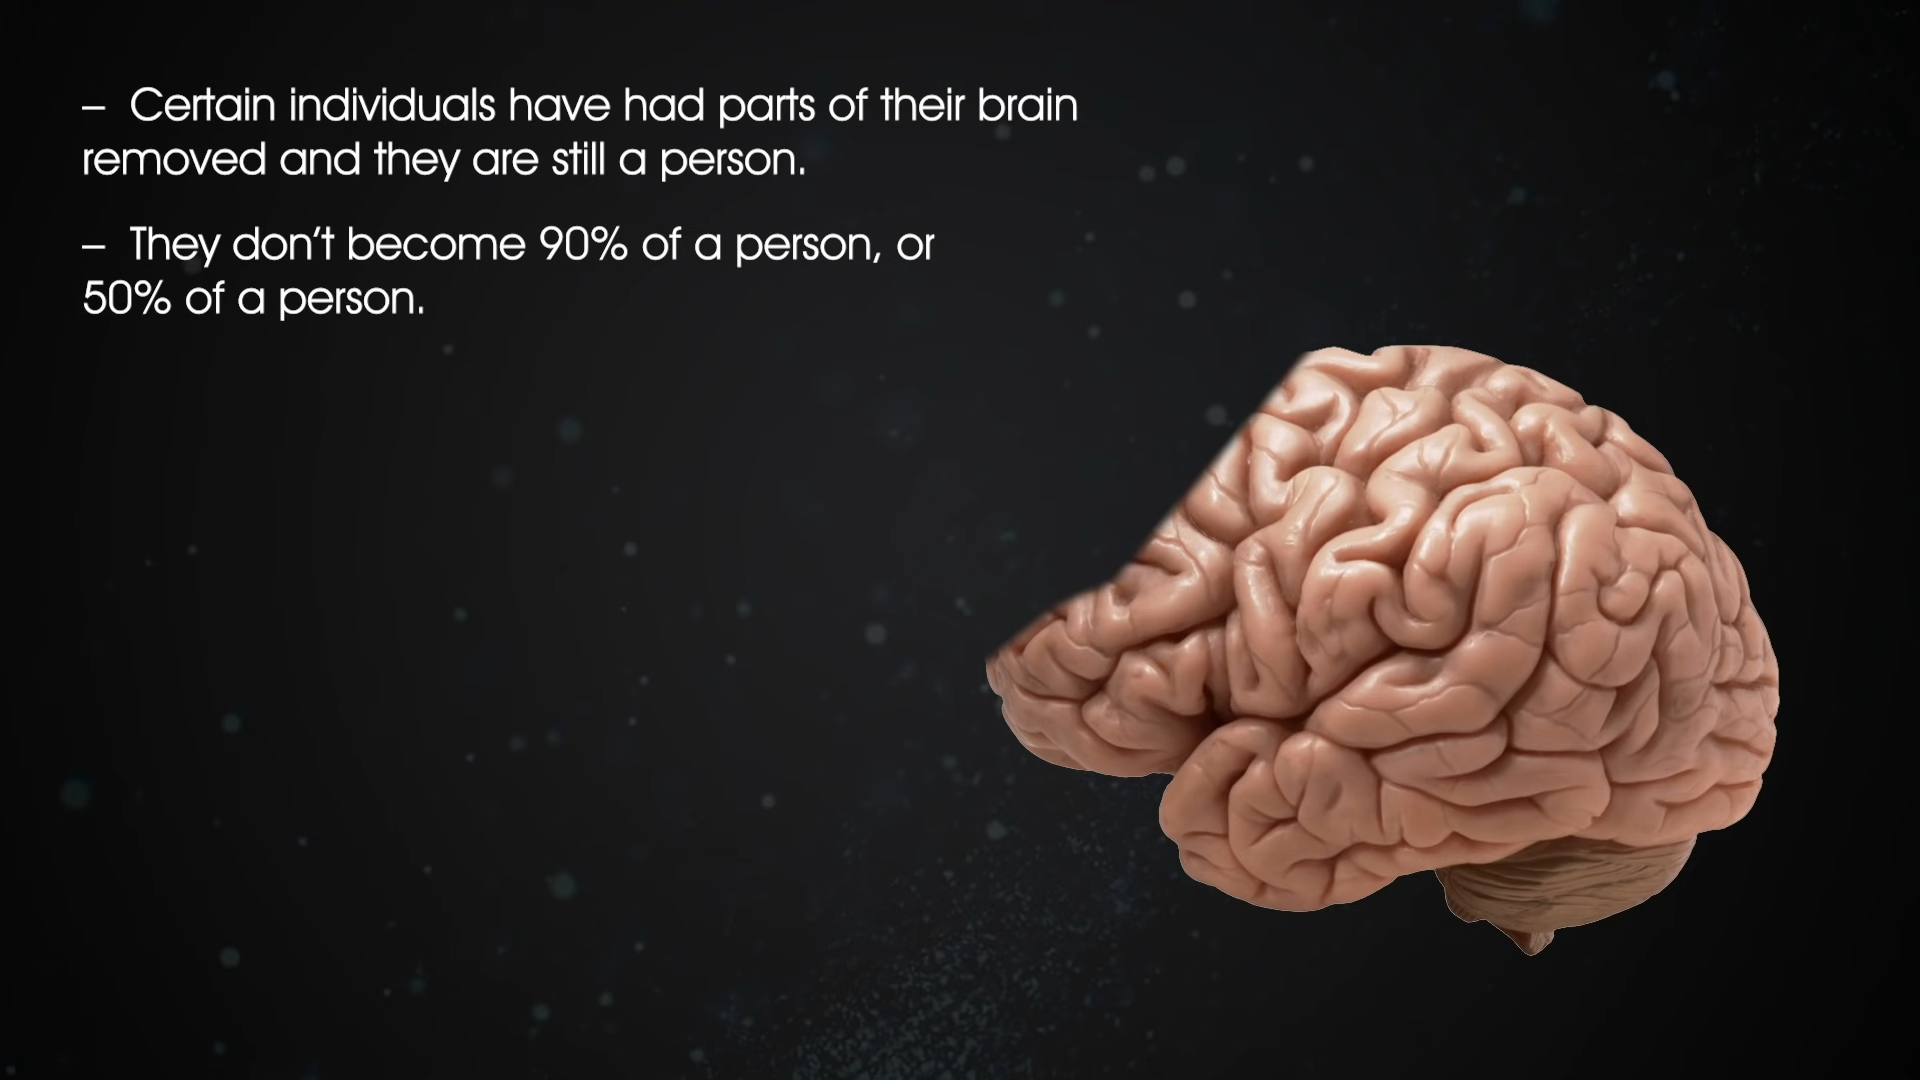 – Certain individuals have had parts of their brain
removed and they are still a person.
– They don't become 90% of a person, or
50% of a person.